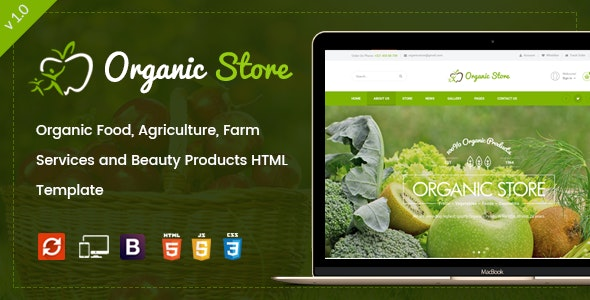 v 1.0
Organic Store
Organic Food, Agriculture, Farm
Services and Beauty Products HTML
Template
B
HTML
5
JS
5
CSS
3
Organic Store
HOME ABOUT US STORE NEWS GALLERY PAGES CONTACT US
100% Organic Products
ORGANIC STORE
MacBook